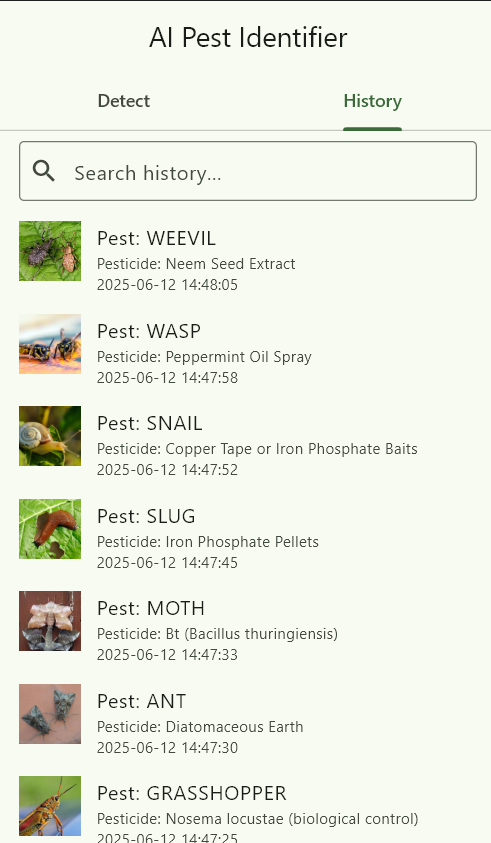 AI Pest Identifier
Detect
History
Search history...
Pest: WEEVIL
Pesticide: Neem Seed Extract
2025-06-12 14:48:05
Pest: WASP
Pesticide: Peppermint Oil Spray
2025-06-12 14:47:58
Pest: SNAIL
Pesticide: Copper Tape or Iron Phosphate Baits
2025-06-12 14:47:52
Pest: SLUG
Pesticide: Iron Phosphate Pellets
2025-06-12 14:47:45
Pest: MOTH
Pesticide: Bt (Bacillus thuringiensis)
2025-06-12 14:47:33
Pest: ANT
Pesticide: Diatomaceous Earth
2025-06-12 14:47:30
Pest: GRASSHOPPER
Pesticide: Nosema locustae (biological control)
2025-06-12 14:47:25